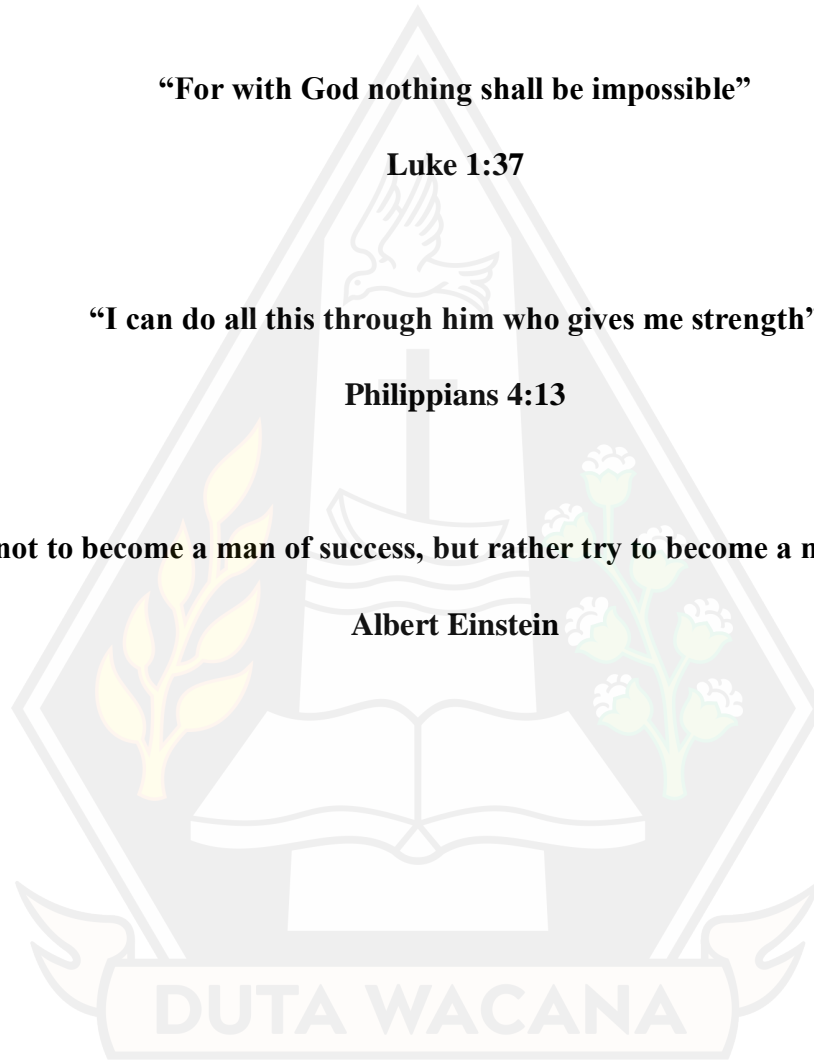 “For with God nothing shall be impossible”
Luke 1:37
“I can do all this through him who gives me strength”
Philippians 4:13
not to become a man of success, but rather try to become a
Albert Einstein
DUTA WACANA